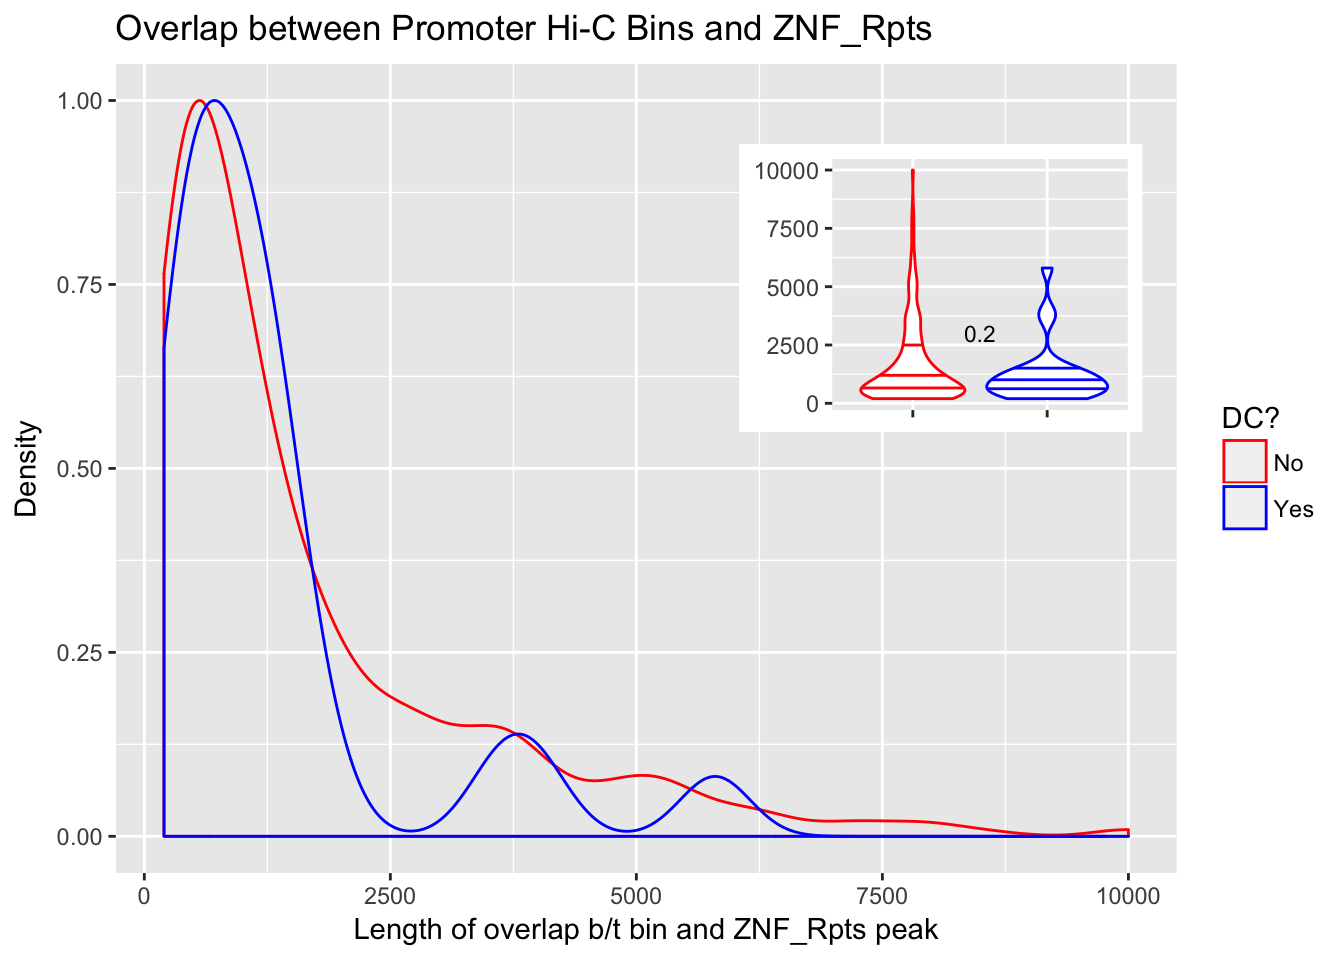 Overlap between Promoter Hi-C Bins and ZNF_Rpts
Density
1.00
0.75
0.50
0.25
0.00
0
2500
5000
7500
10000
Length of overlap b/t bin and ZNF_Rpts peak
10000
7500
5000
2500
0
0.2
DC?
No
Yes